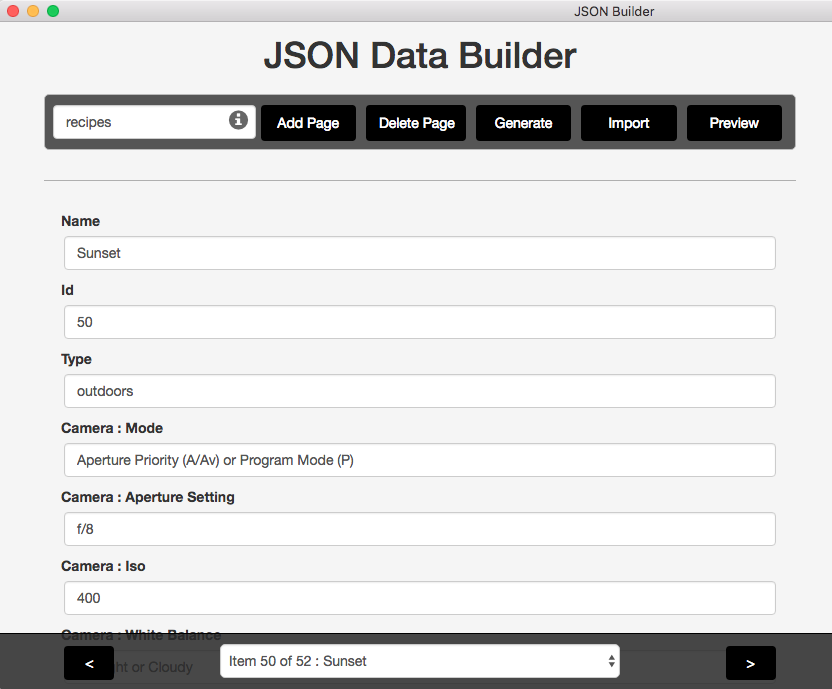 JSON Builder
JSON Data Builder
recipes Add Page Delete Page Generate Import Preview
Name
Sunset
Id
50
Type
outdoors
Camera : Mode
Aperture Priority (A/Av) or Program Mode (P)
Camera : Aperture Setting
f/8
Camera : Iso
400
Camera : White Balance
or Cloudy
< Item 50 of 52 : Sunset >